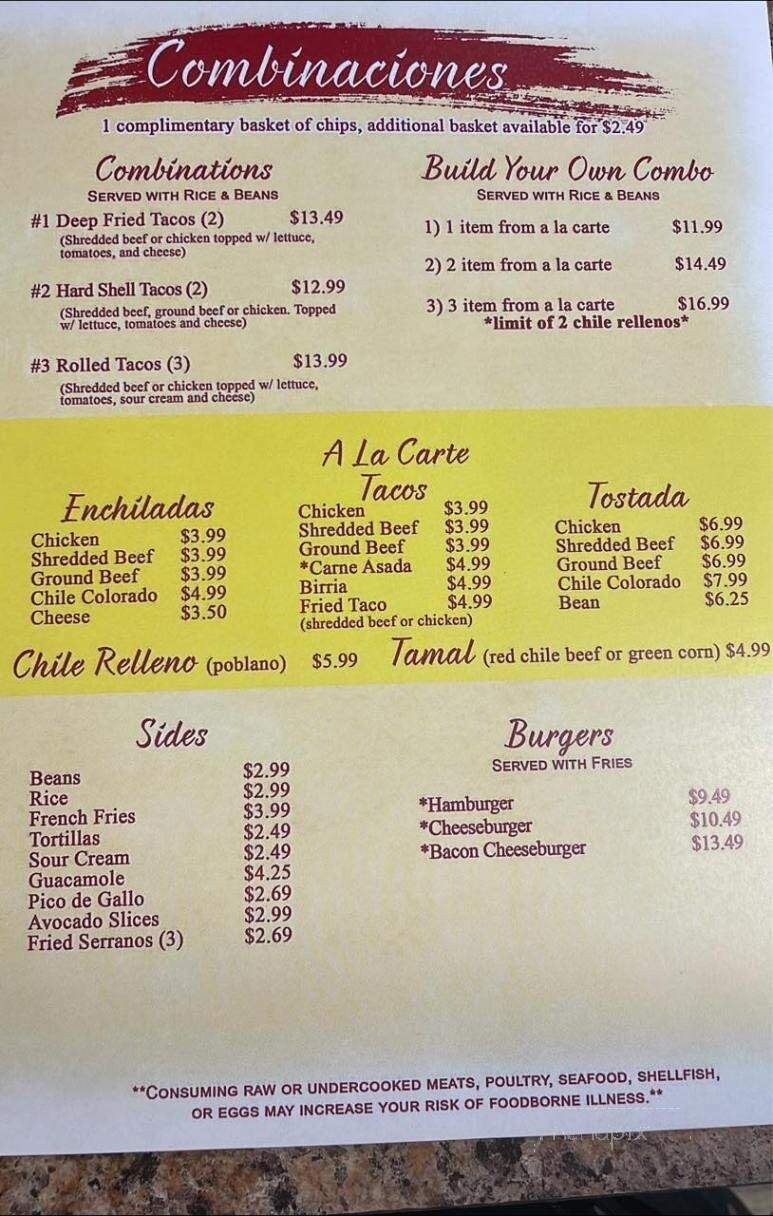 Combinaciones
1 complimentary basket of chips, additional basket available for $2.49
Combinations
SERVED WITH RICE & BEANS
#1 Deep Fried Tacos (2) $13.49
(Shredded beef or chicken topped w/ lettuce,
tomatoes, and cheese)
#2 Hard Shell Tacos (2) $12.99
(Shredded beef, ground beef or chicken. Topped
w/ lettuce, tomatoes and cheese)
#3 Rolled Tacos (3) $13.99
(Shredded beef or chicken topped w/ lettuce,
tomatoes, sour cream and cheese)
Build Your Own Combo
SERVED WITH RICE & BEANS
1) 1 item from a la carte $11.99
2) 2 item from a la carte $14.49
3) 3 item from a la carte $16.99
*limit of 2 chile rellenos*
A La Carte
Enchiladas
Chicken $3.99
Shredded Beef $3.99
Ground Beef $3.99
Chile Colorado $4.99
Cheese $3.50
Tacos
Chicken $3.99
Shredded Beef $3.99
Ground Beef $3.99
*Carne Asada $4.99
Birria $4.99
Fried Taco $4.99
(shredded beef or chicken)
Tostada
Chicken $6.99
Shredded Beef $6.99
Ground Beef $6.99
Chile Colorado $7.99
Bean $6.25
Chile Relleno (poblano) $5.99
Tamal (red chile beef or green corn) $4.99
Sides
Beans $2.99
Rice $2.99
French Fries $3.99
Tortillas $2.49
Sour Cream $2.49
Guacamole $4.25
Pico de Gallo $2.69
Avocado Slices $2.99
Fried Serranos (3) $2.69
Burgers
SERVED WITH FRIES
*Hamburger $9.49
*Cheeseburger $10.49
*Bacon Cheeseburger $13.49
**CONSUMING RAW OR UNDERCOOKED MEATS, POULTRY, SEAFOOD, SHELLFISH,
OR EGGS MAY INCREASE YOUR RISK OF FOODBORNE ILLNESS.**